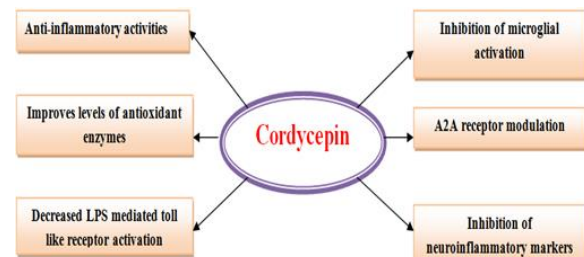 Anti-inflammatory activities
Improves levels of antioxidant
enzymes
Decreased LPS mediated toll
like receptor activation
Cordycepin
Inhibition of microglial
activation
A2A receptor modulation
Inhibition of
neuroinflammatory markers